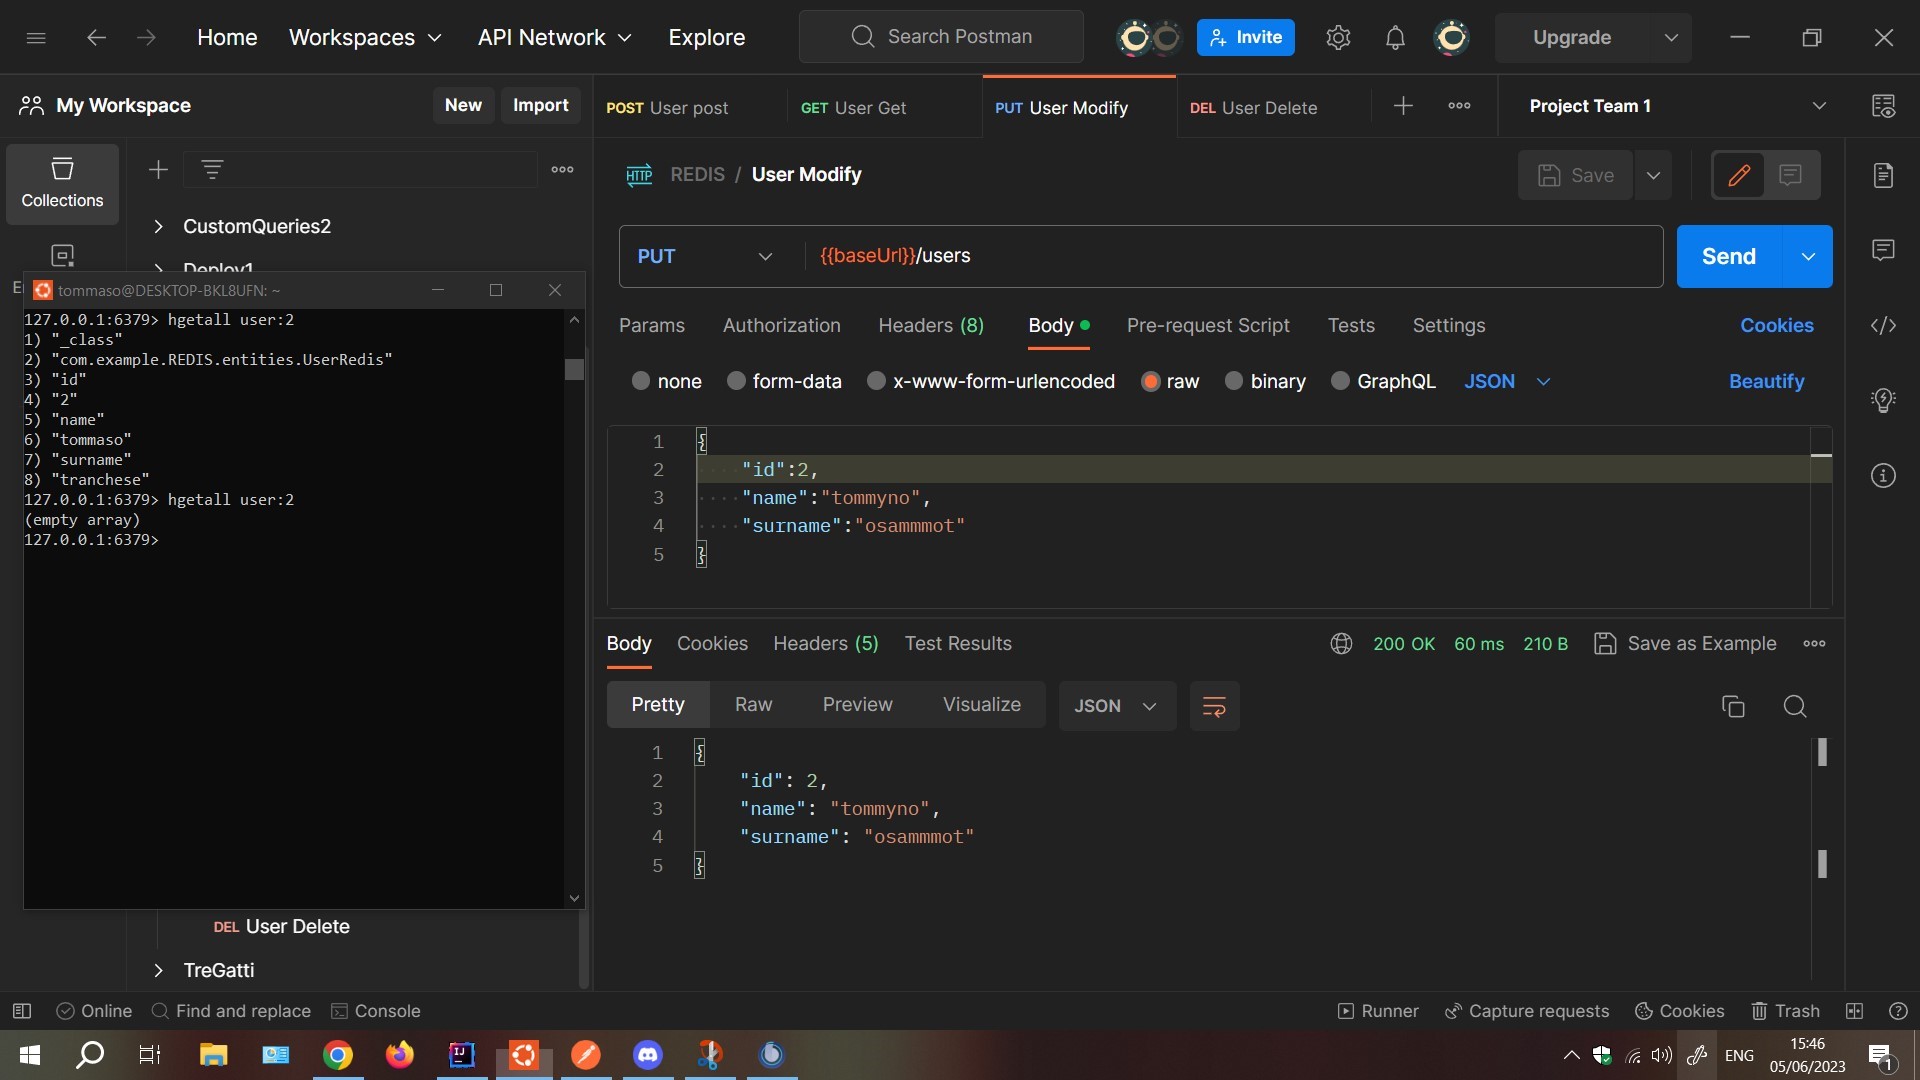 Home Workspaces API Network Explore Search Postman Invite Upgrade
My Workspace New Import
POST User post GET User Get PUT User Modify DEL User Delete Project Team 1
Collections
CustomQueries2
Deploy1
E
HTTP REDIS / User Modify Save
PUT {{baseUrl}}/users Send
Params Authorization Headers (8) Body Pre-request Script Tests Settings Cookies
none form-data x-www-form-urlencoded raw binary GraphQL JSON Beautify
1 {
2 "id":2,
3 "name":"tommyno",
4 "surname":"osammmot"
5 }
tommaso@DESKTOP-BKL8UFN: ~
127.0.0.1:6379> hgetall user:2
1) "_class"
2) "com.example.REDIS.entities.UserRedis"
3) "id"
4) "2"
5) "name"
6) "tommaso"
7) "surname"
8) "tranchese"
127.0.0.1:6379> hgetall user:2
(empty array)
127.0.0.1:6379>
Body Cookies Headers (5) Test Results 200 OK 60 ms 210 B Save as Example
Pretty Raw Preview Visualize JSON
1 {
2 "id": 2,
3 "name": "tommyno",
4 "surname": "osammmot"
5 }
DEL User Delete
TreGatti
Online Find and replace Console Runner Capture requests Cookies Trash
IJ
ENG
15:46
05/06/2023
1